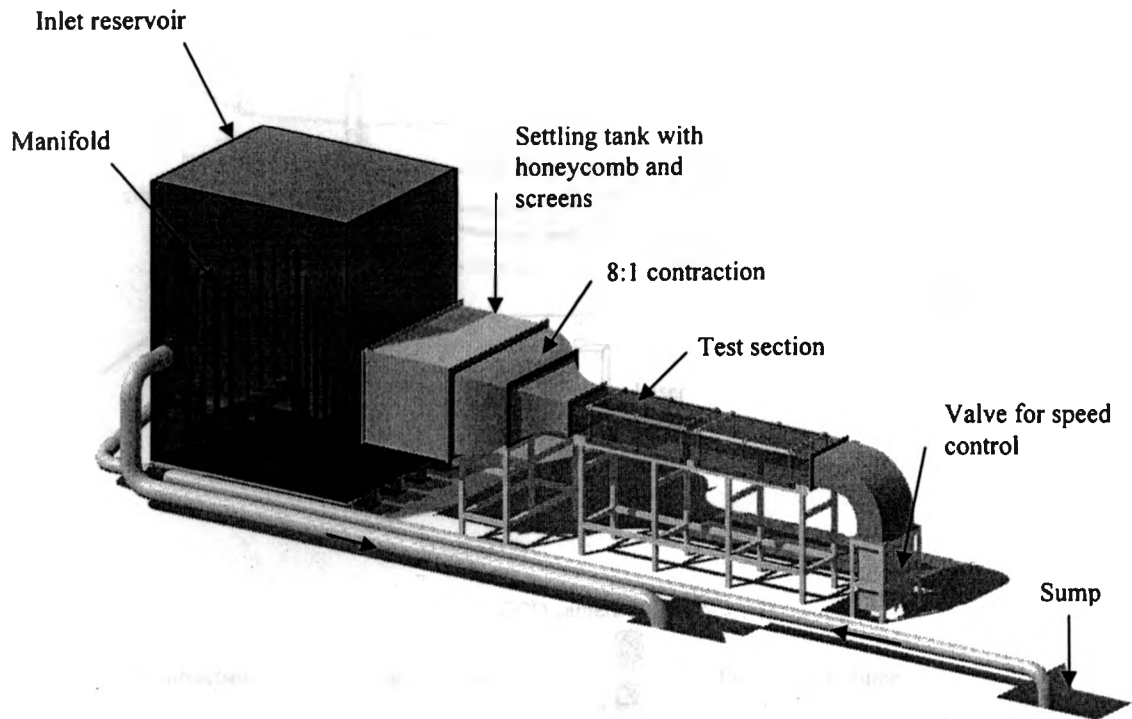 Inlet reservoir
Manifold
Settling tank with
honeycomb and
screens
8:1 contraction
Test section
Valve for speed
control
Sump